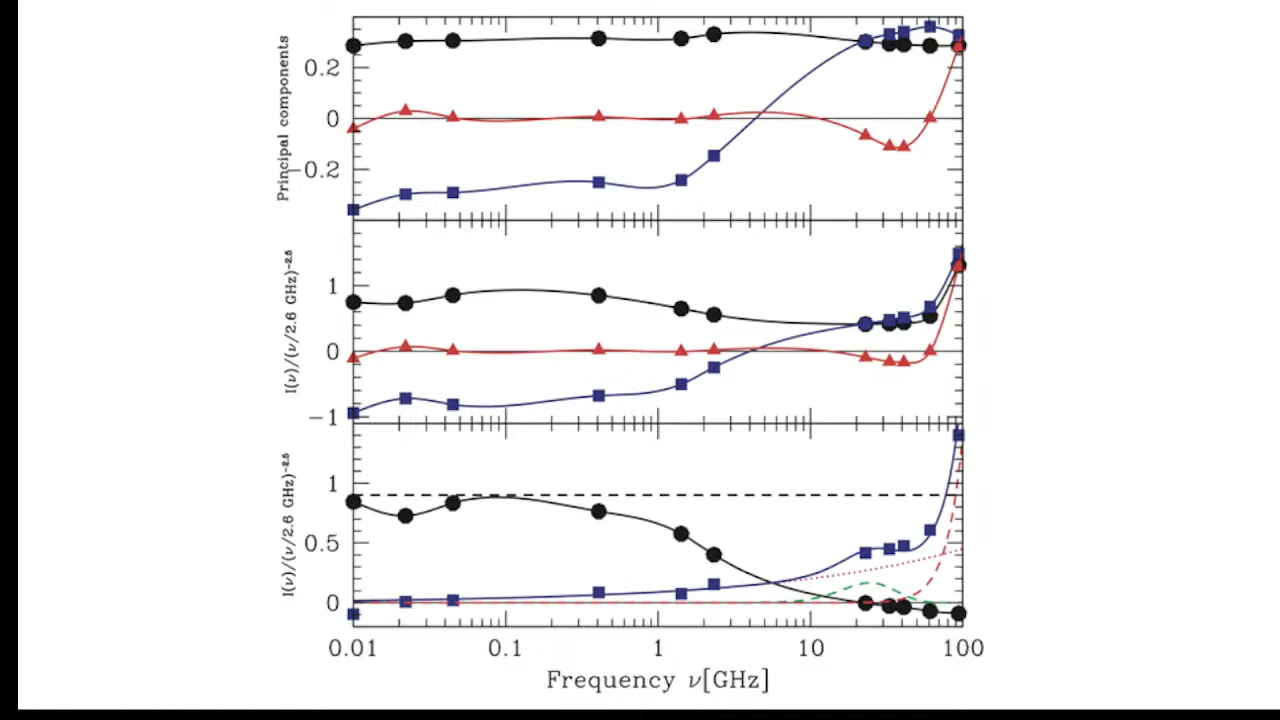 Principal components
0.2
0
−0.2
I(ν)/(ν/2.6 GHz)^−2.5
1
0
−1
I(ν)/(ν/2.6 GHz)^−2.5
1
0.5
0
0.01 0.1 1 10 100
Frequency ν[GHz]